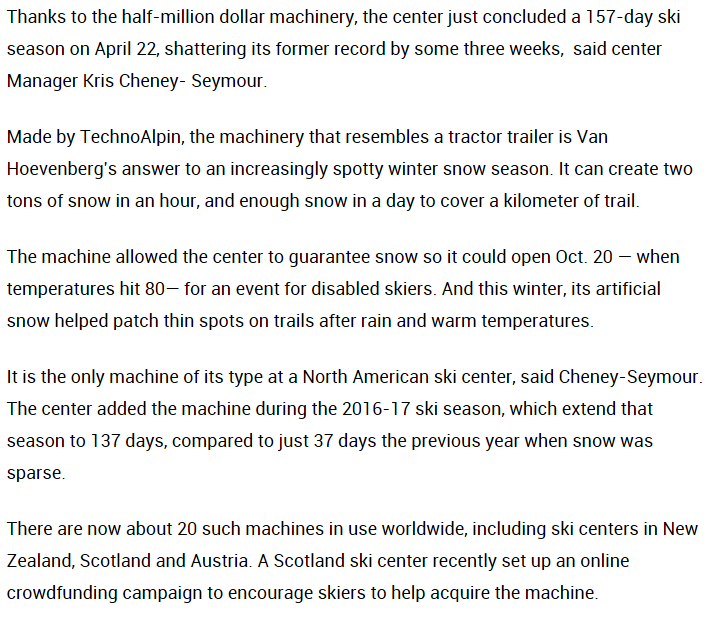 Thanks to the half-million dollar machinery, the center just concluded a 157-day ski
season on April 22, shattering its former record by some three weeks,  said center
Manager Kris Cheney- Seymour.
Made by TechnoAlpin, the machinery that resembles a tractor trailer is Van
Hoevenberg's answer to an increasingly spotty winter snow season. It can create two
tons of snow in an hour, and enough snow in a day to cover a kilometer of trail.
The machine allowed the center to guarantee snow so it could open Oct. 20 — when
temperatures hit 80— for an event for disabled skiers. And this winter, its artificial
snow helped patch thin spots on trails after rain and warm temperatures.
It is the only machine of its type at a North American ski center, said Cheney-Seymour.
The center added the machine during the 2016-17 ski season, which extend that
season to 137 days, compared to just 37 days the previous year when snow was
sparse.
There are now about 20 such machines in use worldwide, including ski centers in New
Zealand, Scotland and Austria. A Scotland ski center recently set up an online
crowdfunding campaign to encourage skiers to help acquire the machine.